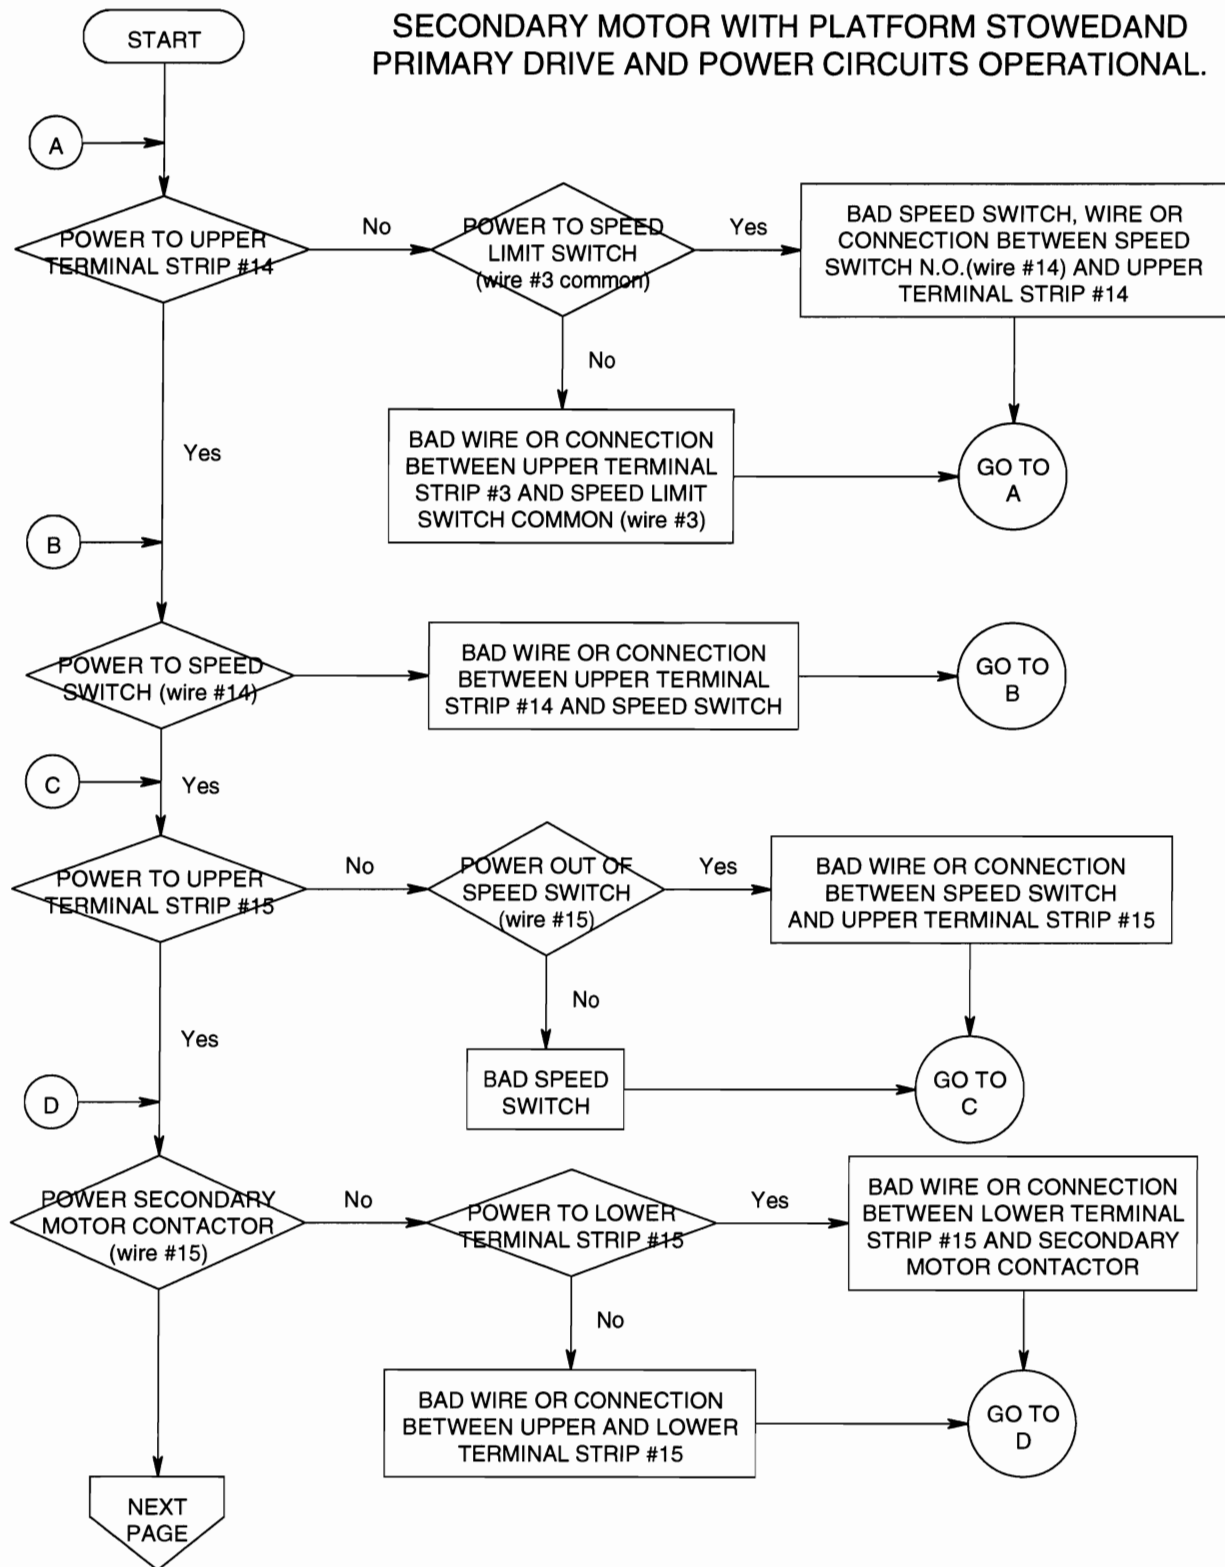 SECONDARY MOTOR WITH PLATFORM STOWEDAND
PRIMARY DRIVE AND POWER CIRCUITS OPERATIONAL.
START
A
POWER TO UPPER
TERMINAL STRIP #14
No
POWER TO SPEED
LIMIT SWITCH
(wire #3 common)
Yes
BAD SPEED SWITCH, WIRE OR
CONNECTION BETWEEN SPEED
SWITCH N.O.(wire #14) AND UPPER
TERMINAL STRIP #14
No
Yes
BAD WIRE OR CONNECTION
BETWEEN UPPER TERMINAL
STRIP #3 AND SPEED LIMIT
SWITCH COMMON (wire #3)
GO TO
A
B
POWER TO SPEED
SWITCH (wire #14)
BAD WIRE OR CONNECTION
BETWEEN UPPER TERMINAL
STRIP #14 AND SPEED SWITCH
GO TO
B
C
Yes
POWER TO UPPER
TERMINAL STRIP #15
No
POWER OUT OF
SPEED SWITCH
(wire #15)
Yes
BAD WIRE OR CONNECTION
BETWEEN SPEED SWITCH
AND UPPER TERMINAL STRIP #15
No
Yes
BAD SPEED
SWITCH
GO TO
C
D
POWER SECONDARY
MOTOR CONTACTOR
(wire #15)
No
POWER TO LOWER
TERMINAL STRIP #15
Yes
BAD WIRE OR CONNECTION
BETWEEN LOWER TERMINAL
STRIP #15 AND SECONDARY
MOTOR CONTACTOR
No
BAD WIRE OR CONNECTION
BETWEEN UPPER AND LOWER
TERMINAL STRIP #15
GO TO
D
NEXT
PAGE